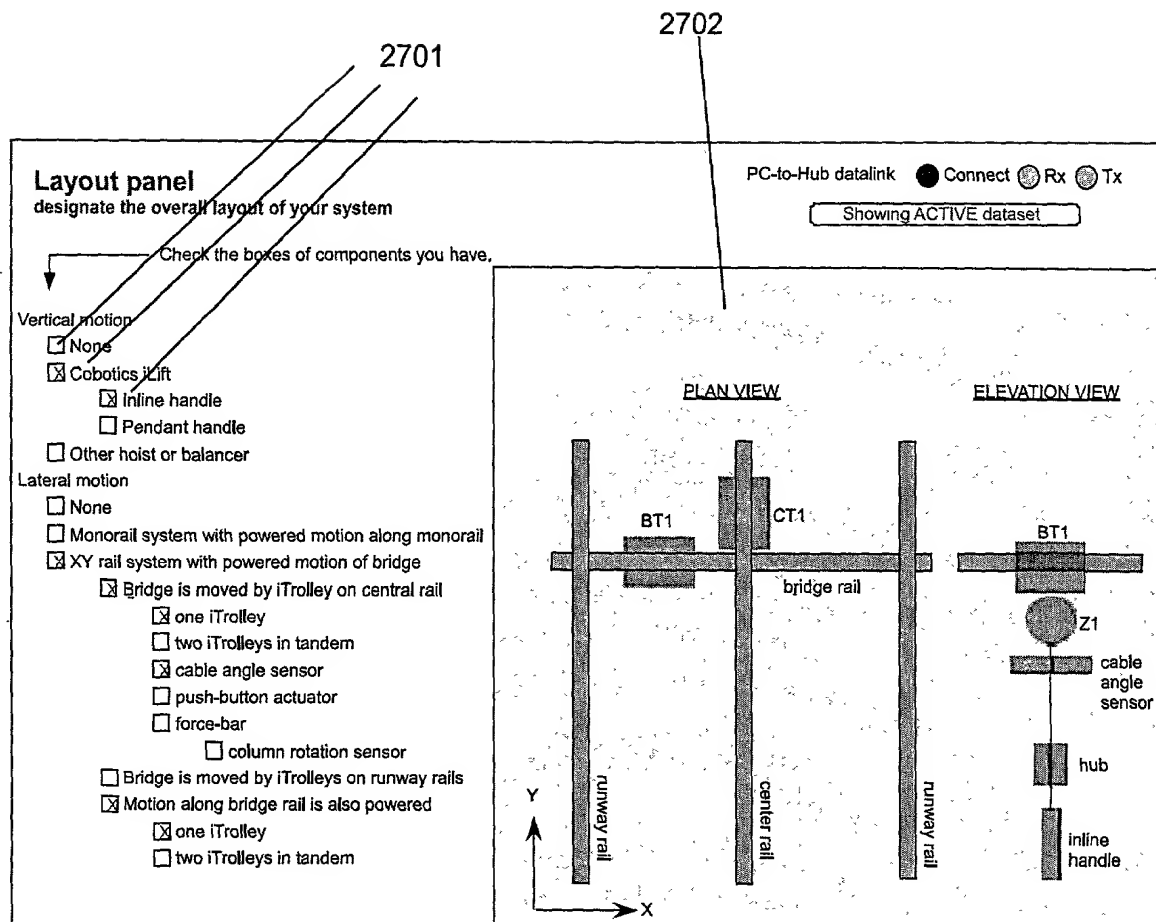 2702
2701
Layout panel
designate the overall layout of your system
PC-to-Hub datalink Connect Rx Tx
Showing ACTIVE dataset
Check the boxes of components you have.
Vertical motion
None
Cobotics iLift
Inline handle
Pendant handle
Other hoist or balancer
Lateral motion
None
Monorail system with powered motion along monorail
XY rail system with powered motion of bridge
Bridge is moved by iTrolley on central rail
one iTrolley
two iTrolleys in tandem
cable angle sensor
push-button actuator
force-bar
column rotation sensor
Bridge is moved by iTrolleys on runway rails
Motion along bridge rail is also powered
one iTrolley
two iTrolleys in tandem
PLAN VIEW
BT1
CT1
bridge rail
runway rail
center rail
runway rail
Y
X
ELEVATION VIEW
BT1
Z1
cable
angle
sensor
hub
inline
handle